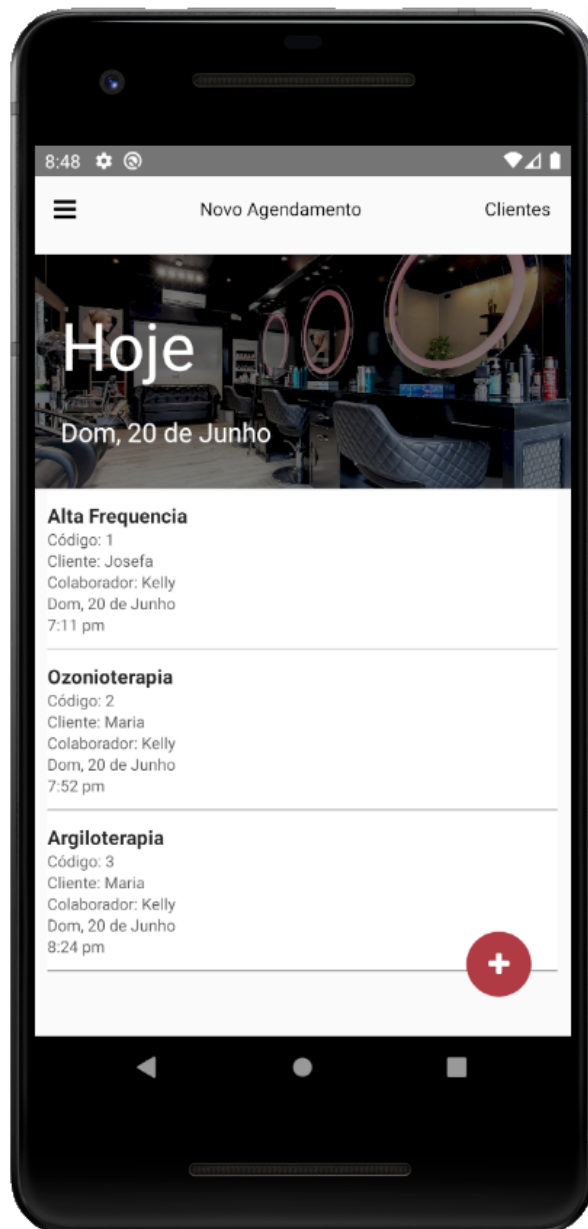 8:48
Novo Agendamento Clientes
Hoje
Dom, 20 de Junho
Alta Frequencia
Código: 1
Cliente: Josefa
Colaborador: Kelly
Dom, 20 de Junho
7:11 pm
Ozonioterapia
Código: 2
Cliente: Maria
Colaborador: Kelly
Dom, 20 de Junho
7:52 pm
Argiloterapia
Código: 3
Cliente: Maria
Colaborador: Kelly
Dom, 20 de Junho
8:24 pm